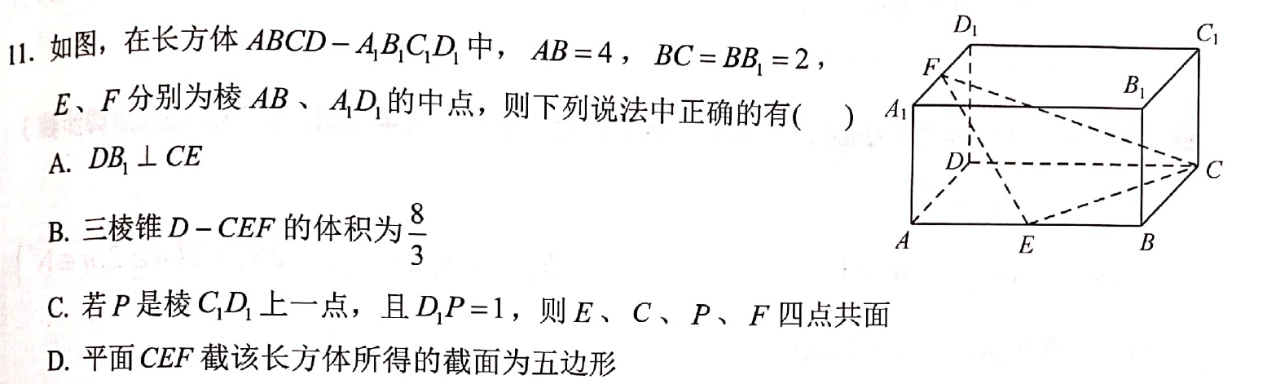 11. 如图，在长方体 ABCD－A₁B₁C₁D₁ 中， AB＝4 ， BC＝BB₁＝2 ，
E、F 分别为棱 AB 、 A₁D₁ 的中点，则下列说法中正确的有( )
A. DB₁⊥CE
B. 三棱锥 D－CEF 的体积为 8/3
C. 若 P 是棱 C₁D₁ 上一点，且 D₁P＝1，则 E 、 C 、 P 、 F 四点共面
D. 平面 CEF 截该长方体所得的截面为五边形
D₁
C₁
F
B₁
A₁
D
C
A
E
B